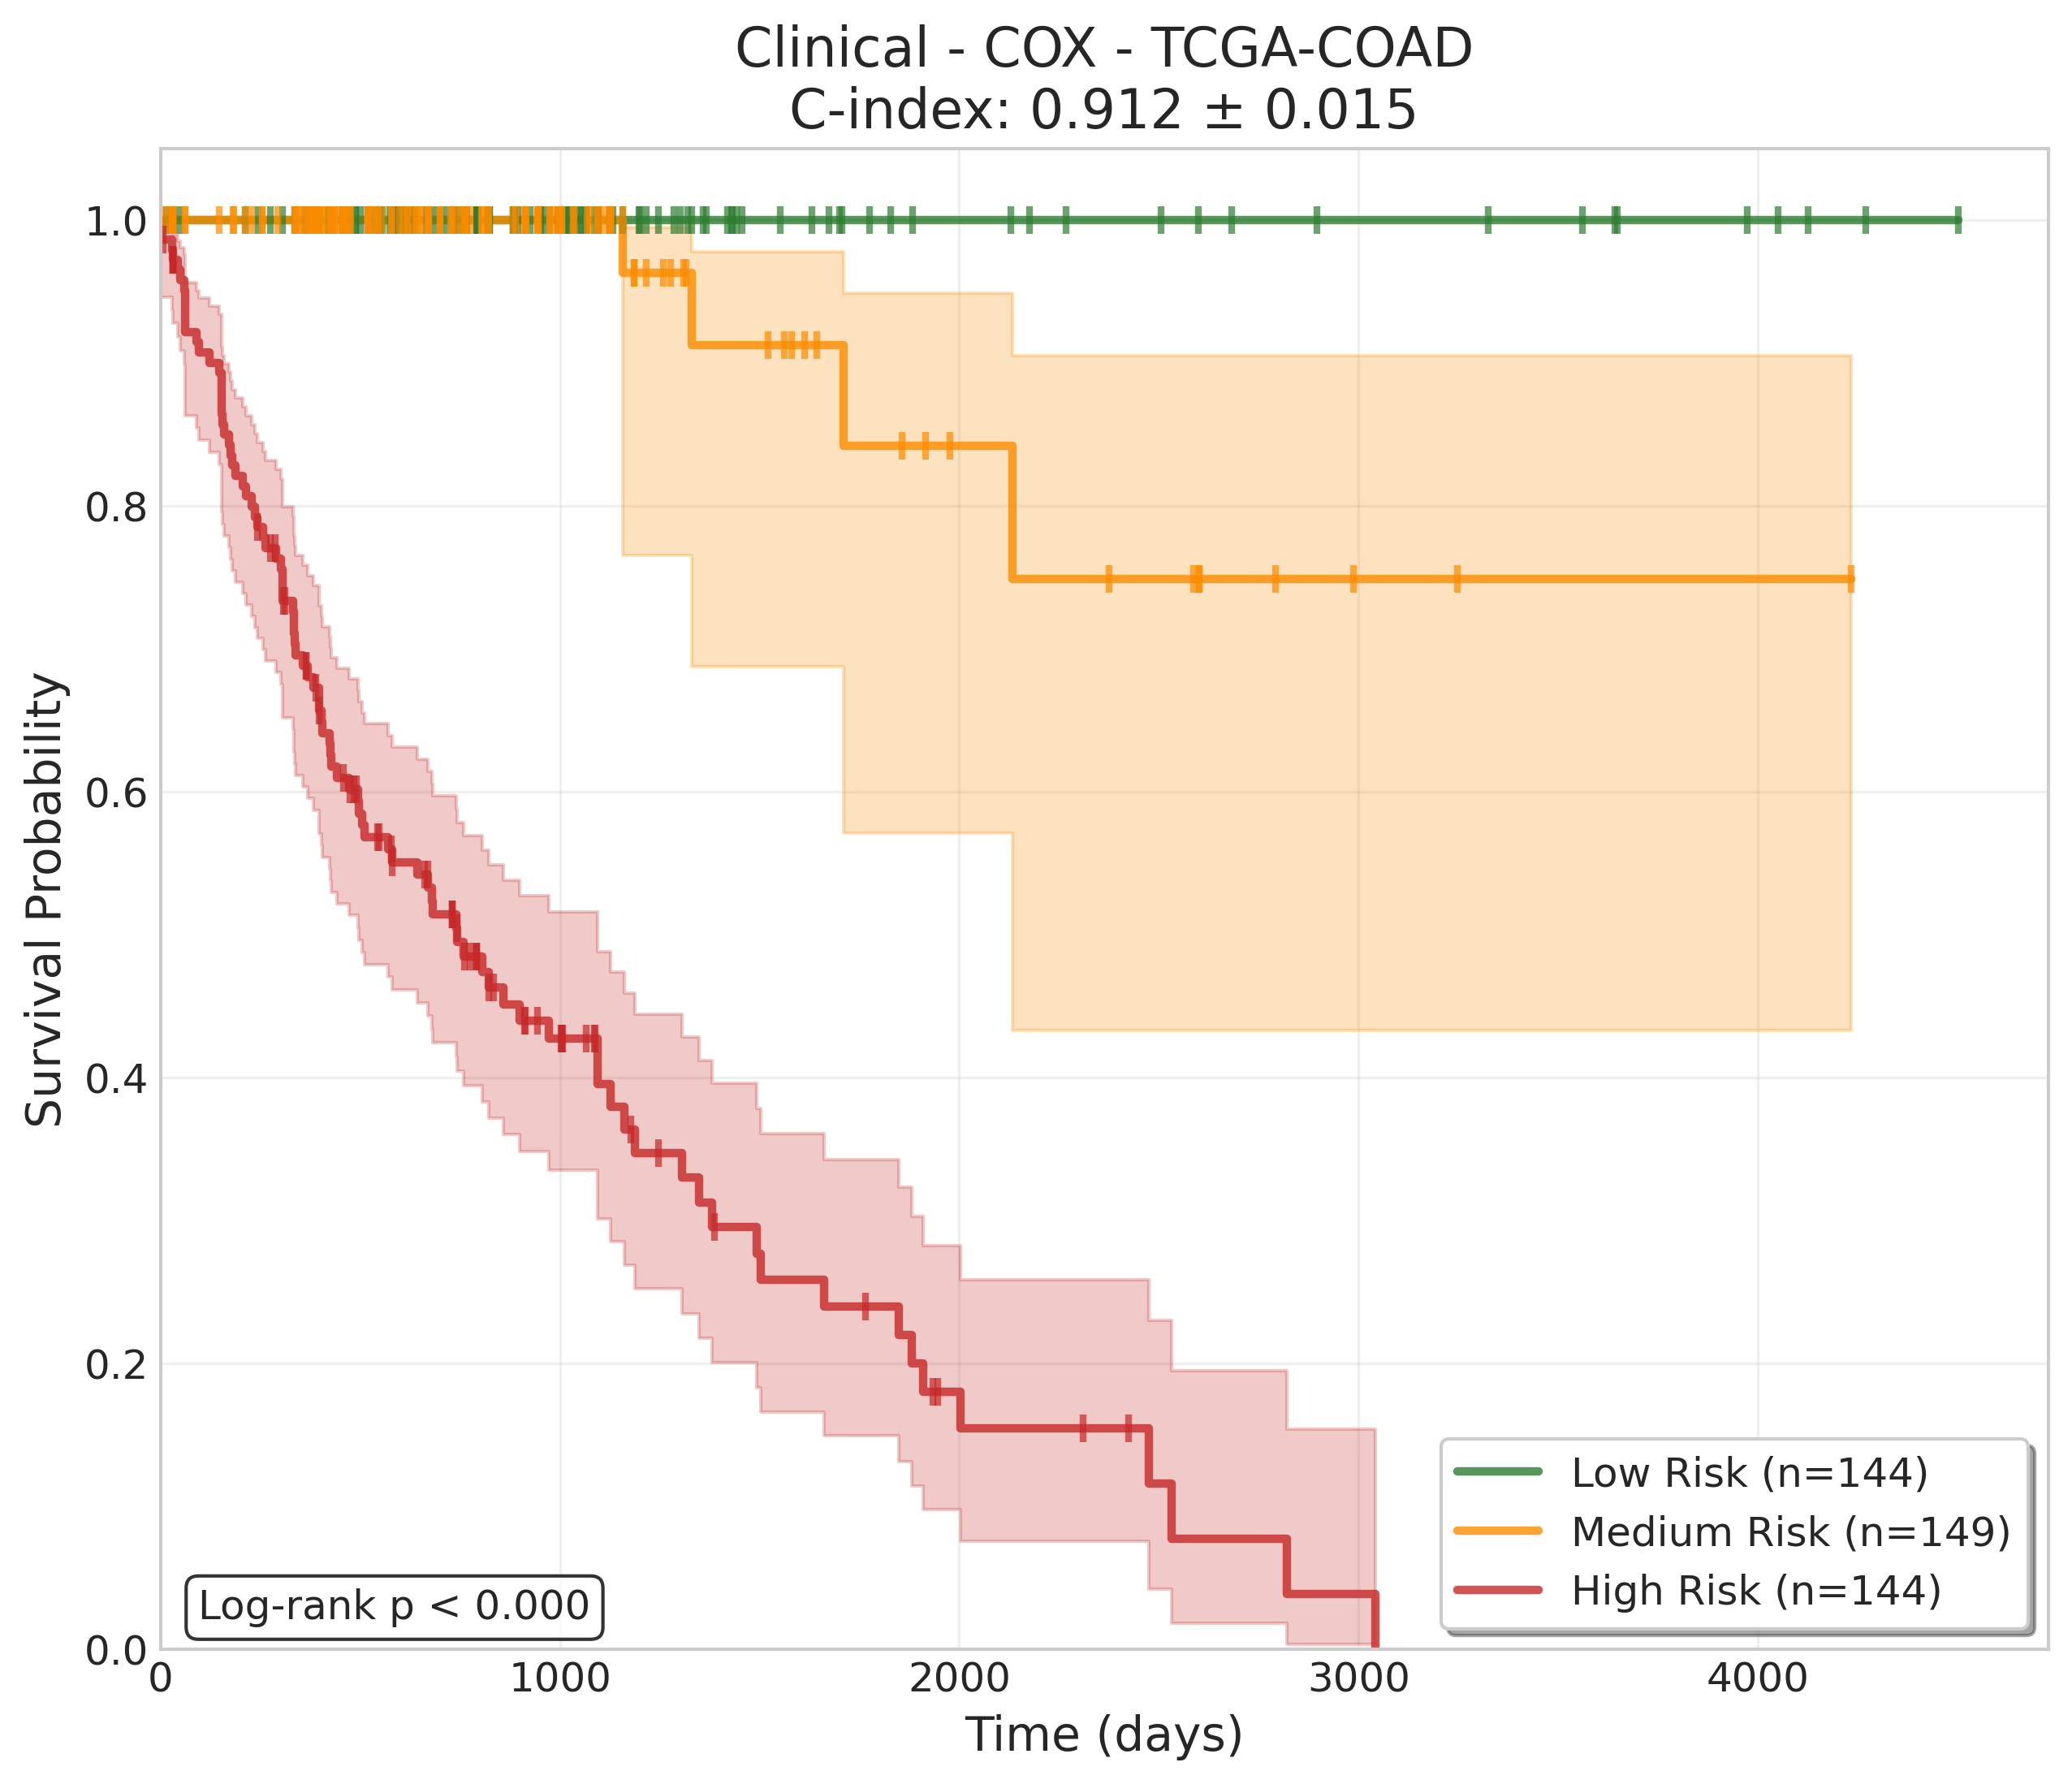 Clinical - COX - TCGA-COAD
C-index: 0.912 ± 0.015
Survival Probability
1.0
0.8
0.6
0.4
0.2
0.0
Log-rank p < 0.000
Low Risk (n=144)
Medium Risk (n=149)
High Risk (n=144)
0
1000
2000
3000
4000
Time (days)